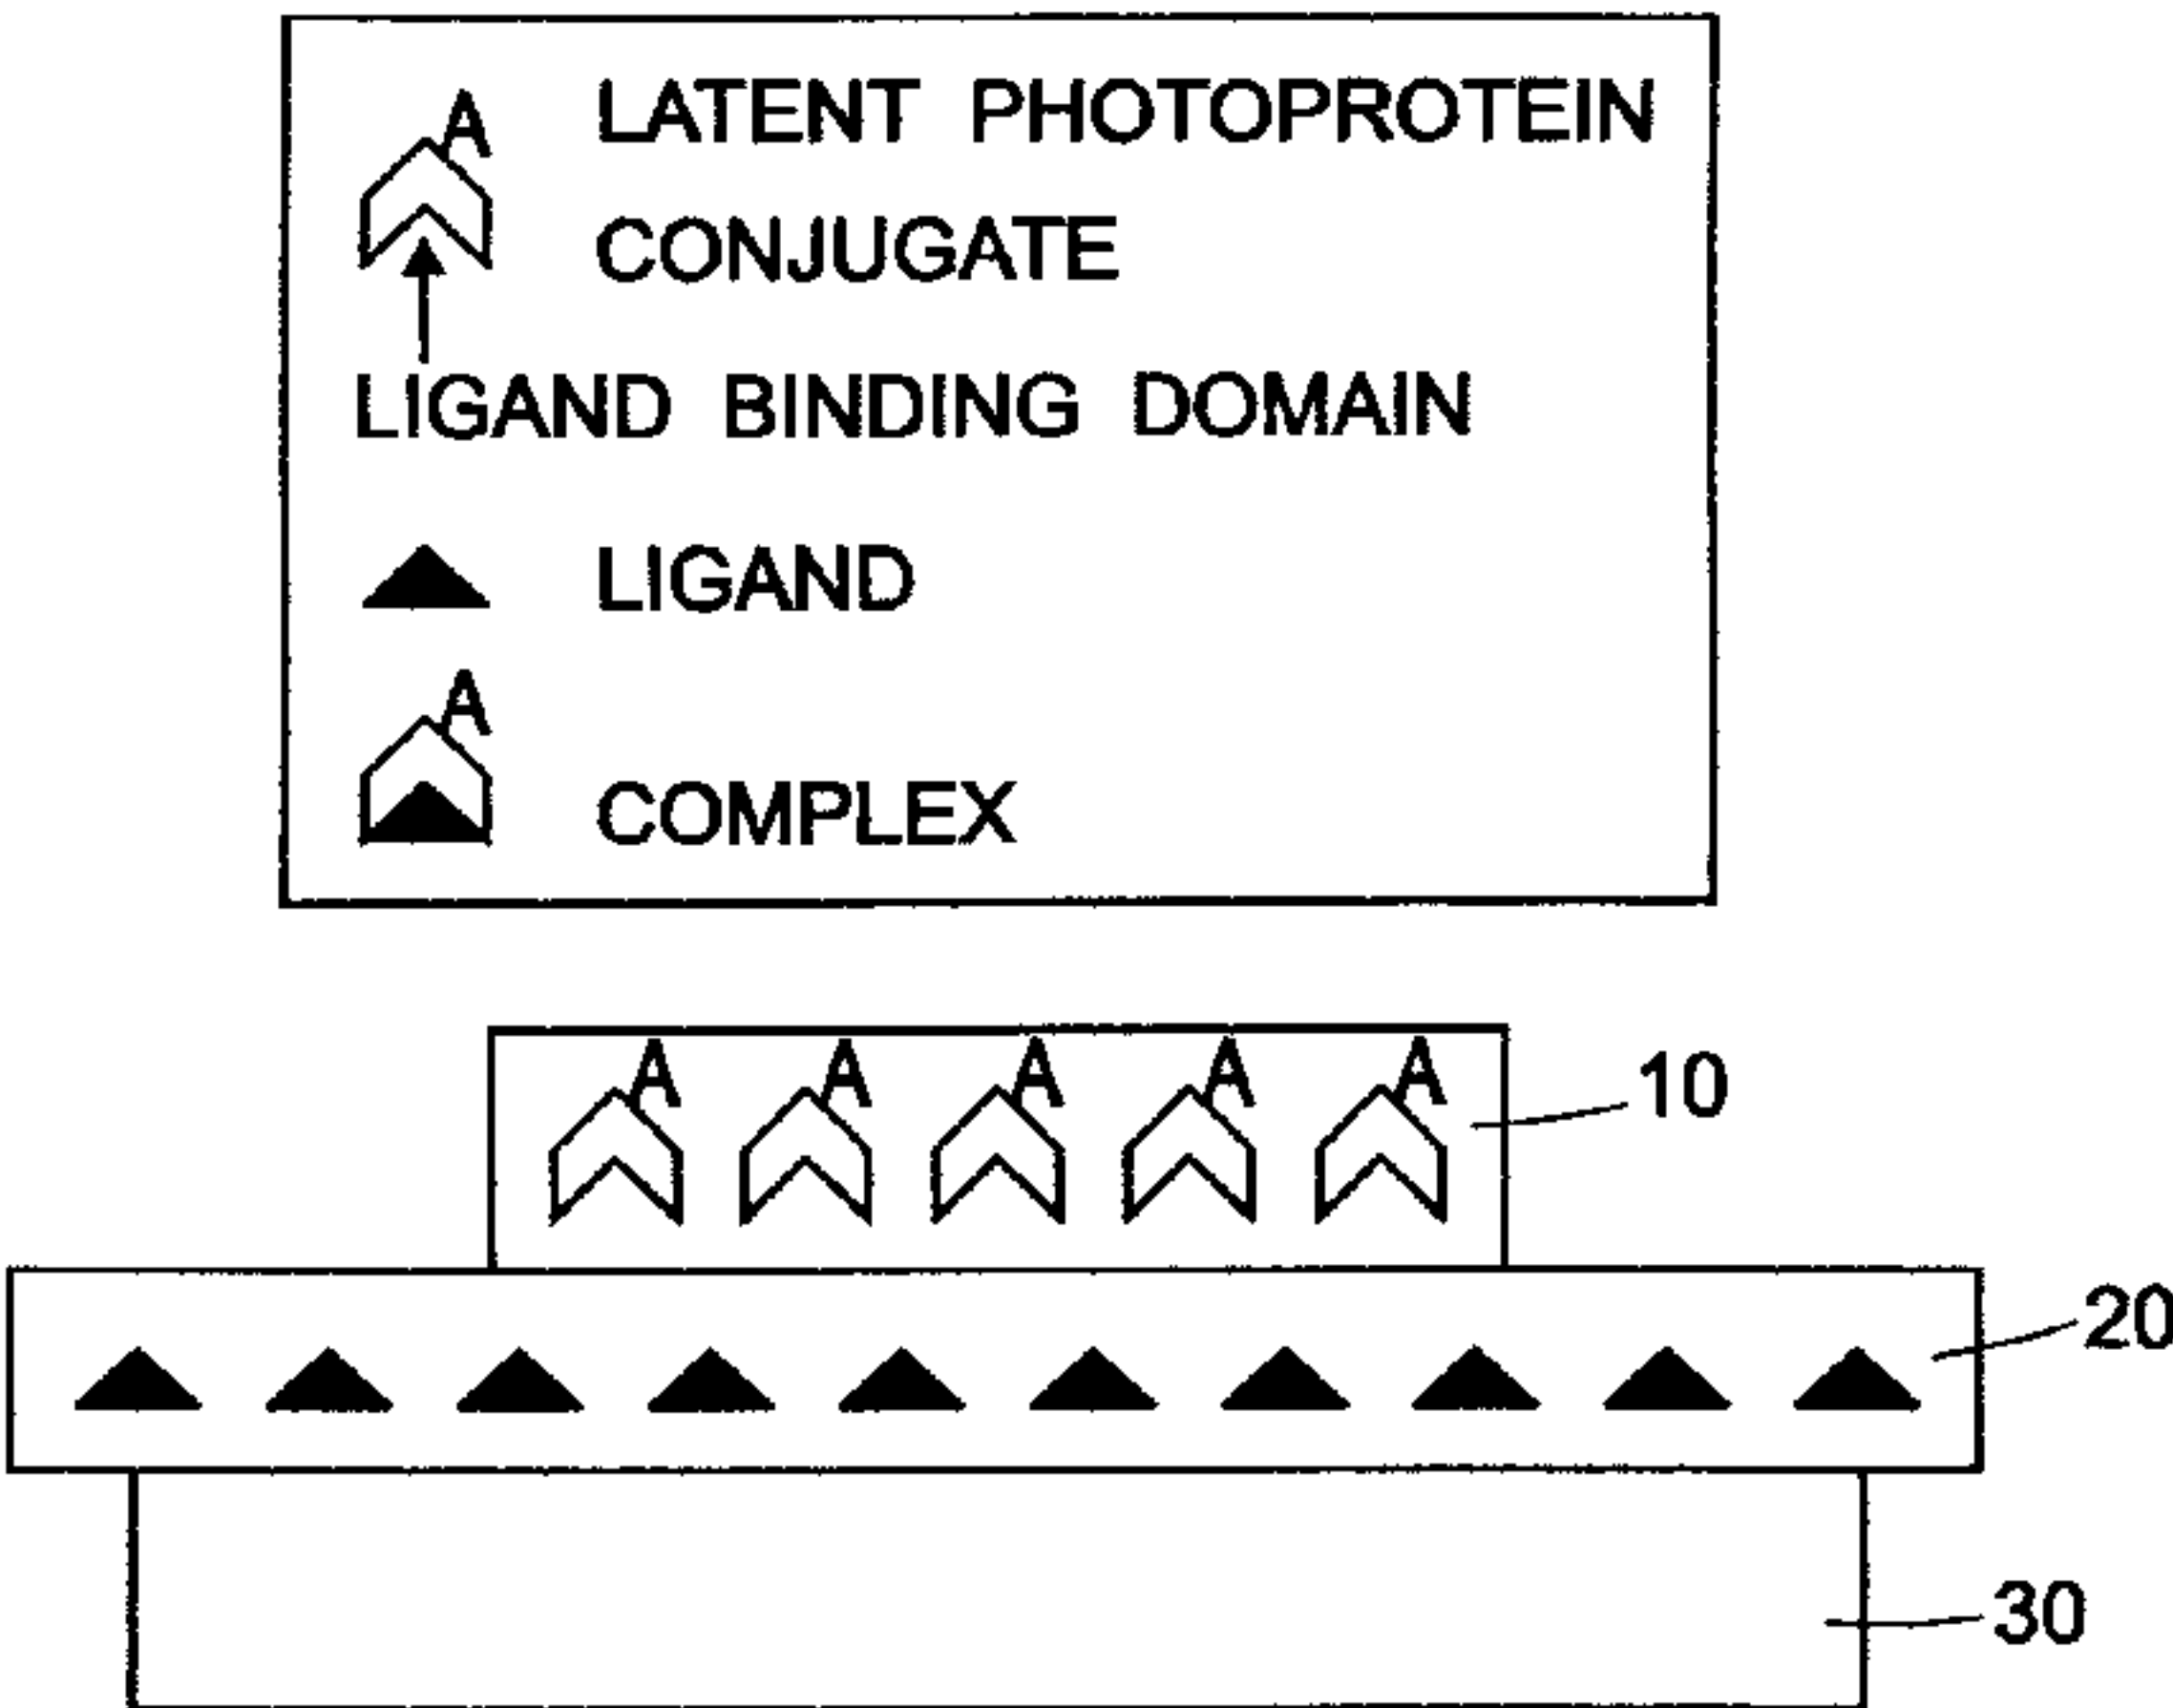 A LATENT PHOTOPROTEIN
CONJUGATE
LIGAND BINDING DOMAIN
LIGAND
A
COMPLEX
A A A A A
10
20
30